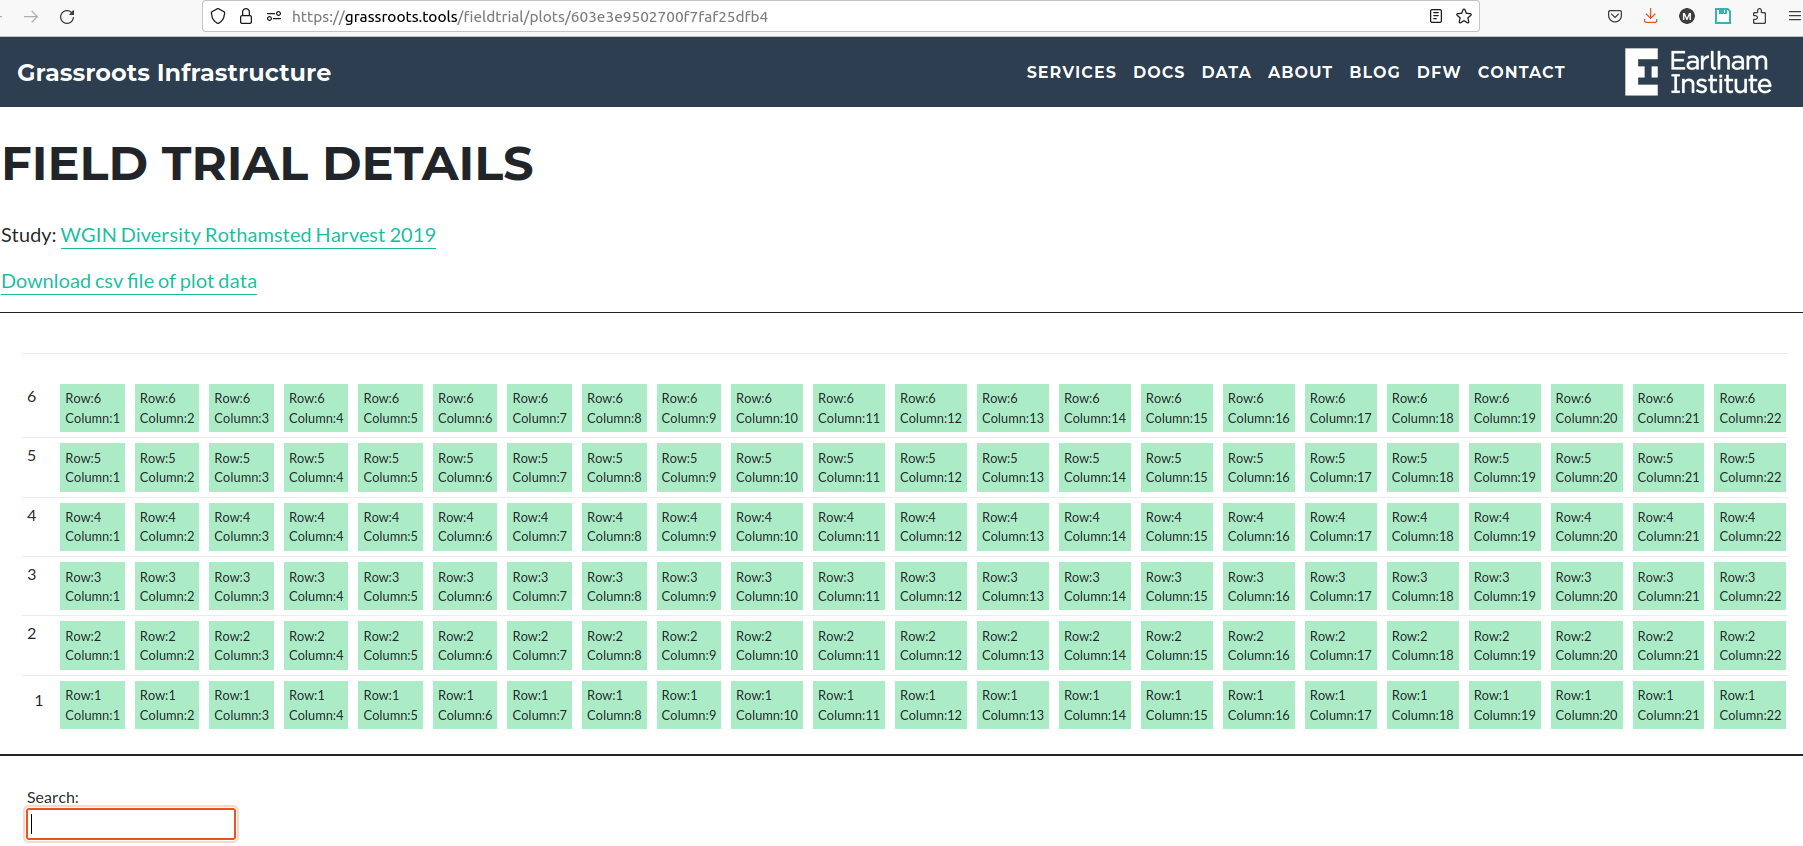 https://grassroots.tools/fieldtrial/plots/603e3e9502700f7faf25dfb4
M
Grassroots Infrastructure SERVICES DOCS DATA ABOUT BLOG DFW CONTACT Earlham Institute
FIELD TRIAL DETAILS
Study: WGIN Diversity Rothamsted Harvest 2019
Download csv file of plot data
6 Row:6 Row:6 Row:6 Row:6 Row:6 Row:6 Row:6 Row:6 Row:6 Row:6 Row:6 Row:6 Row:6 Row:6 Row:6 Row:6 Row:6 Row:6 Row:6 Row:6 Row:6 Row:6
Column:1 Column:2 Column:3 Column:4 Column:5 Column:6 Column:7 Column:8 Column:9 Column:10 Column:11 Column:12 Column:13 Column:14 Column:15 Column:16 Column:17 Column:18 Column:19 Column:20 Column:21 Column:22
5 Row:5 Row:5 Row:5 Row:5 Row:5 Row:5 Row:5 Row:5 Row:5 Row:5 Row:5 Row:5 Row:5 Row:5 Row:5 Row:5 Row:5 Row:5 Row:5 Row:5 Row:5 Row:5
Column:1 Column:2 Column:3 Column:4 Column:5 Column:6 Column:7 Column:8 Column:9 Column:10 Column:11 Column:12 Column:13 Column:14 Column:15 Column:16 Column:17 Column:18 Column:19 Column:20 Column:21 Column:22
4 Row:4 Row:4 Row:4 Row:4 Row:4 Row:4 Row:4 Row:4 Row:4 Row:4 Row:4 Row:4 Row:4 Row:4 Row:4 Row:4 Row:4 Row:4 Row:4 Row:4 Row:4 Row:4
Column:1 Column:2 Column:3 Column:4 Column:5 Column:6 Column:7 Column:8 Column:9 Column:10 Column:11 Column:12 Column:13 Column:14 Column:15 Column:16 Column:17 Column:18 Column:19 Column:20 Column:21 Column:22
3 Row:3 Row:3 Row:3 Row:3 Row:3 Row:3 Row:3 Row:3 Row:3 Row:3 Row:3 Row:3 Row:3 Row:3 Row:3 Row:3 Row:3 Row:3 Row:3 Row:3 Row:3 Row:3
Column:1 Column:2 Column:3 Column:4 Column:5 Column:6 Column:7 Column:8 Column:9 Column:10 Column:11 Column:12 Column:13 Column:14 Column:15 Column:16 Column:17 Column:18 Column:19 Column:20 Column:21 Column:22
2 Row:2 Row:2 Row:2 Row:2 Row:2 Row:2 Row:2 Row:2 Row:2 Row:2 Row:2 Row:2 Row:2 Row:2 Row:2 Row:2 Row:2 Row:2 Row:2 Row:2 Row:2 Row:2
Column:1 Column:2 Column:3 Column:4 Column:5 Column:6 Column:7 Column:8 Column:9 Column:10 Column:11 Column:12 Column:13 Column:14 Column:15 Column:16 Column:17 Column:18 Column:19 Column:20 Column:21 Column:22
1 Row:1 Row:1 Row:1 Row:1 Row:1 Row:1 Row:1 Row:1 Row:1 Row:1 Row:1 Row:1 Row:1 Row:1 Row:1 Row:1 Row:1 Row:1 Row:1 Row:1 Row:1 Row:1
Column:1 Column:2 Column:3 Column:4 Column:5 Column:6 Column:7 Column:8 Column:9 Column:10 Column:11 Column:12 Column:13 Column:14 Column:15 Column:16 Column:17 Column:18 Column:19 Column:20 Column:21 Column:22
Search: